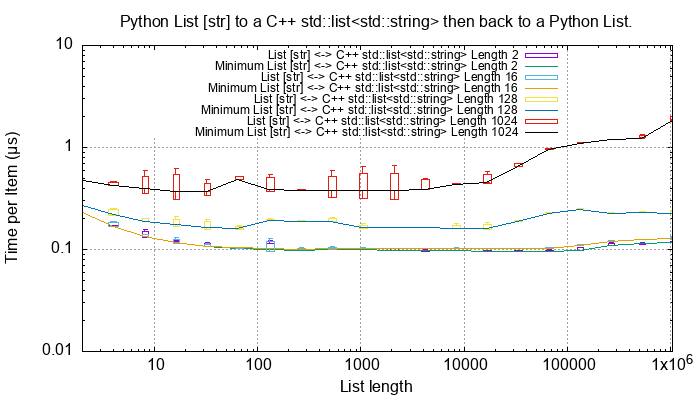 Python List [str] to a C++ std::list<std::string> then back to a Python List.
10
1
0.1
0.01
Time per Item (µs)
List [str] <-> C++ std::list<std::string> Length 2
Minimum List [str] <-> C++ std::list<std::string> Length 2
List [str] <-> C++ std::list<std::string> Length 16
Minimum List [str] <-> C++ std::list<std::string> Length 16
List [str] <-> C++ std::list<std::string> Length 128
Minimum List [str] <-> C++ std::list<std::string> Length 128
List [str] <-> C++ std::list<std::string> Length 1024
Minimum List [str] <-> C++ std::list<std::string> Length 1024
10 100 1000 10000 100000 1x10⁶
List length